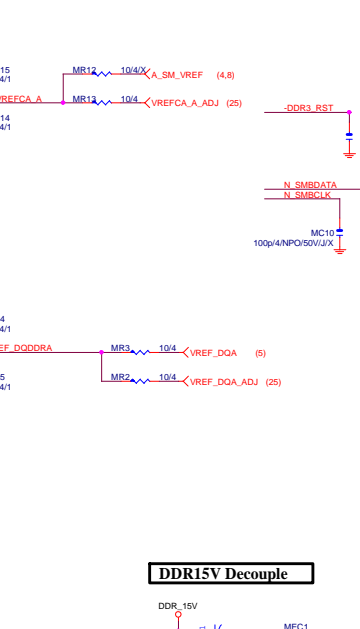 15
4/1
MR12 10/4/X A_SM_VREF (4,8)
VREFCA_A MR13 10/4 VREFCA_A_ADJ (25)
14
4/1
-DDR3_RST
N_SMBDATA
N_SMBCLK
MC10
100p/4/NPO/50V/J/X
4
4/1
EF_DQDDRA MR3 10/4 VREF_DQA (5)
5
4/1
MR2 10/4 VREF_DQA_ADJ (25)
DDR15V Decouple
DDR_15V
MEC1